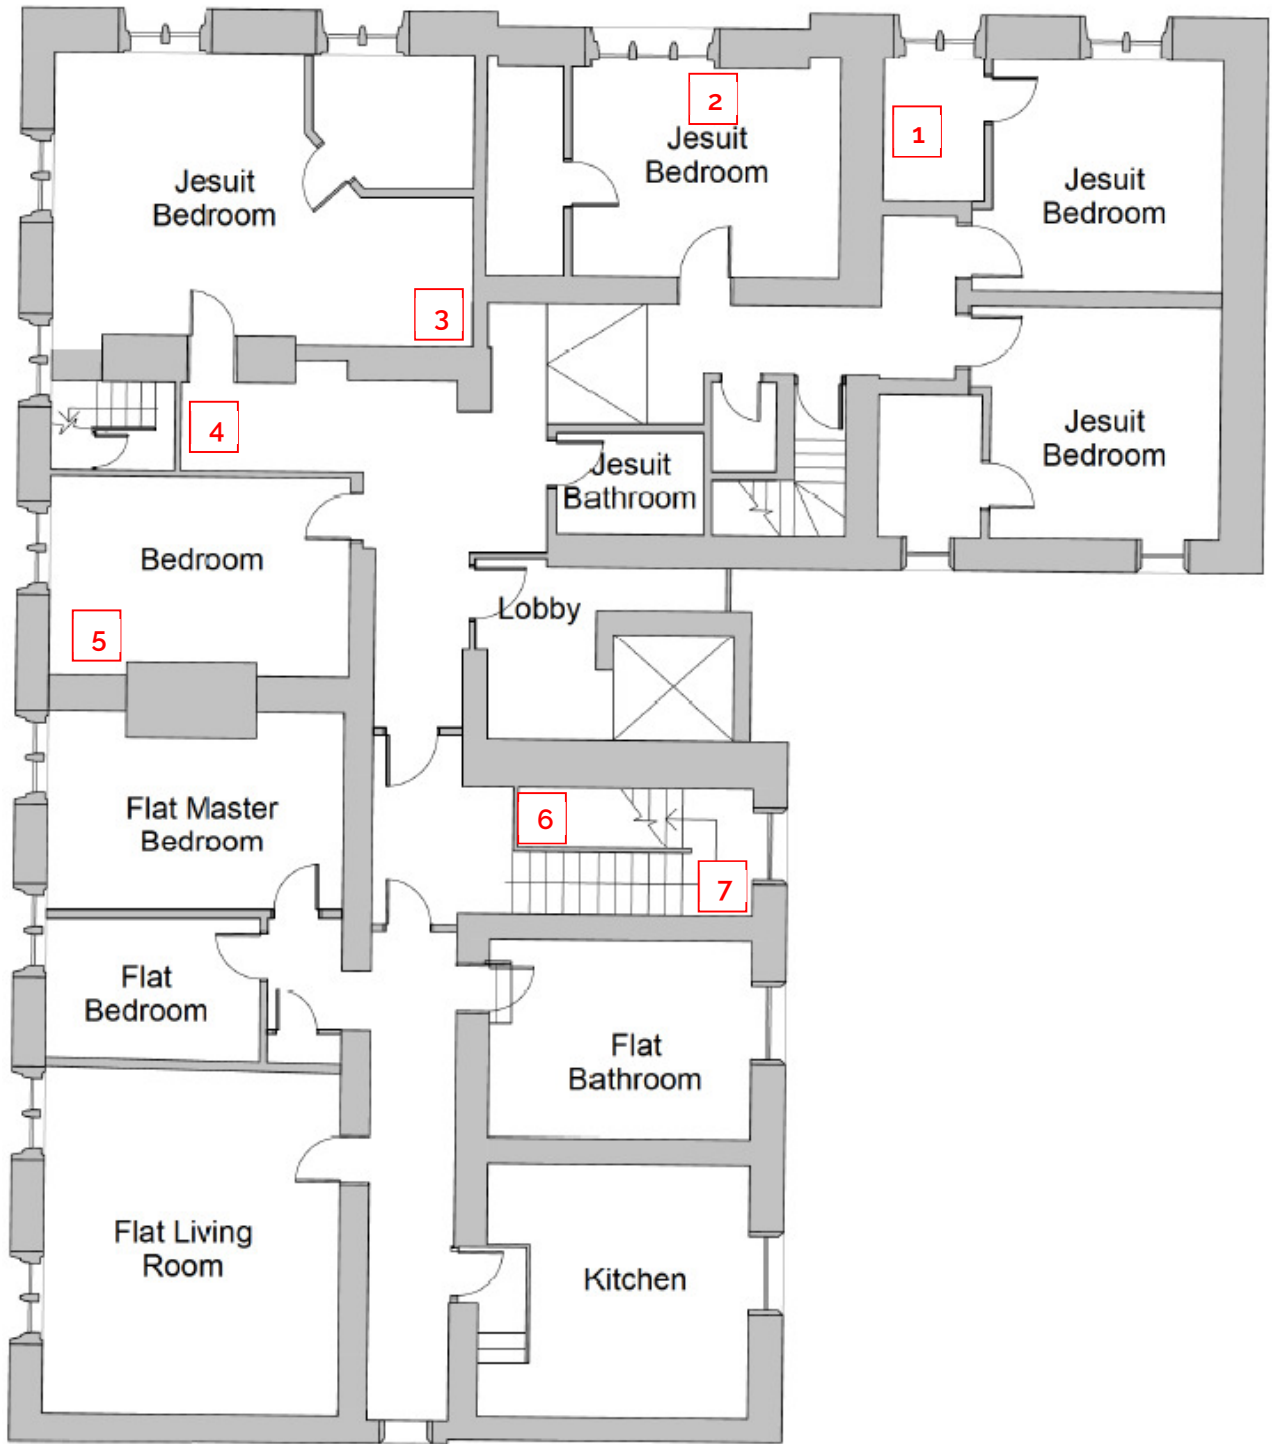 2
Jesuit
Bedroom
1
Jesuit
Bedroom
Jesuit
Bedroom
3
4
Jesuit
Bedroom
Jesuit
Bathroom
Bedroom
Lobby
5
Flat Master
Bedroom
6
7
Flat
Bedroom
Flat
Bathroom
Flat Living
Room
Kitchen